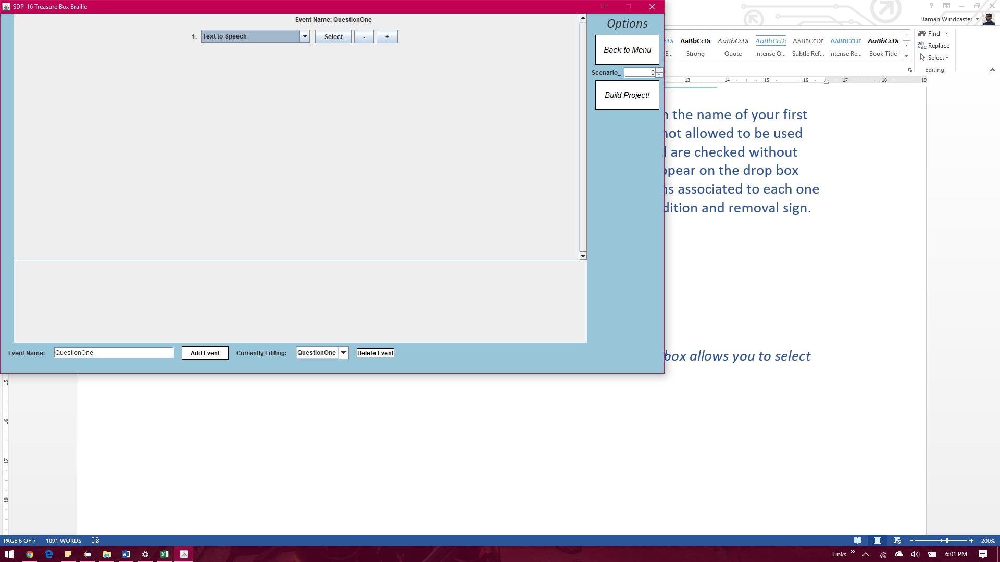 SDP-16 Treasure Box Braille
Event Name: QuestionOne
1. Text to Speech Select - +
Options
Back to Menu
Scenario_ 0
Build Project!
Event Name: QuestionOne Add Event Currently Editing: QuestionOne Delete Event
?
Daman Windcaster
AaBbCcDc AaBbCcDc AaBbCcDc AABBCCDE AABBCCDE AaBbCcDc
E... Strong Quote Intense Q... Subtle Ref... Intense Re... Book Title
Find
Replace
Select
Editing
13 14 15 16 17 18 19
the name of your first
not allowed to be used
are checked without
ppear on the drop box
ns associated to each one
dition and removal sign.
box allows you to select
15
16
17
18
PAGE 6 OF 7 1091 WORDS
- + 200%
Links 6:01 PM